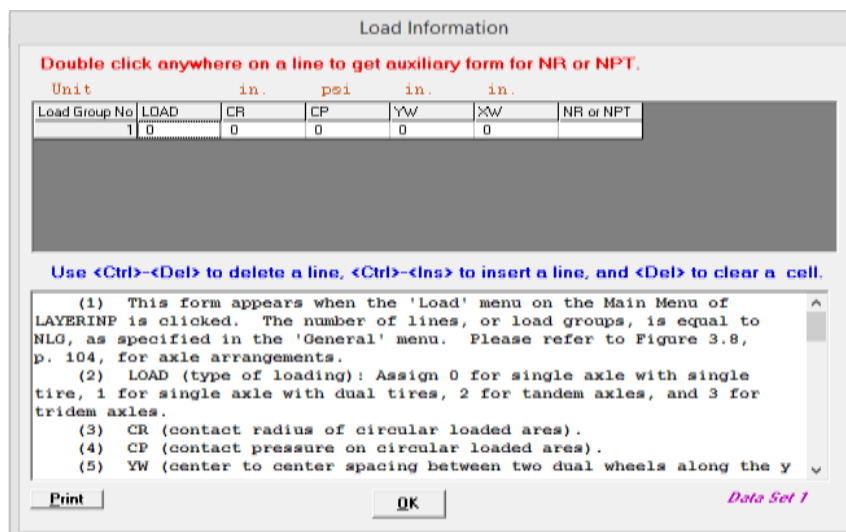 Load Information
Double click anywhere on a line to get auxiliary form for NR or NPT.
Unit in. psi in. in.
Load Group No LOAD CR CP YW XW NR or NPT
1 0 0 0 0 0
Use <Ctrl>-<Del> to delete a line, <Ctrl>-<Ins> to insert a line, and <Del> to clear a cell.
(1) This form appears when the 'Load' menu on the Main Menu of
LAYERINP is clicked. The number of lines, or load groups, is equal to
NLG, as specified in the 'General' menu. Please refer to Figure 3.8,
p. 104, for axle arrangements.
(2) LOAD (type of loading): Assign 0 for single axle with single
tire, 1 for single axle with dual tires, 2 for tandem axles, and 3 for
tridem axles.
(3) CR (contact radius of circular loaded ares).
(4) CP (contact pressure on circular loaded ares).
(5) YW (center to center spacing between two dual wheels along the y
Print OK Data Set 1